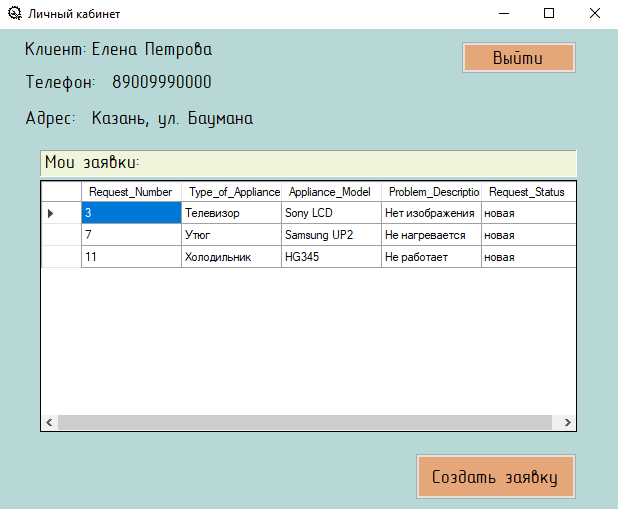 Личный кабинет
Клиент: Елена Петрова
Выйти
Телефон: 89009990000
Адрес: Казань, ул. Баумана
Мои заявки:
Request_Number Type_of_Appliance Appliance_Model Problem_Descriptio Request_Status
3 Телевизор Sony LCD Нет изображения новая
7 Утюг Samsung UP2 Не нагревается новая
11 Холодильник HG345 Не работает новая
Создать заявку